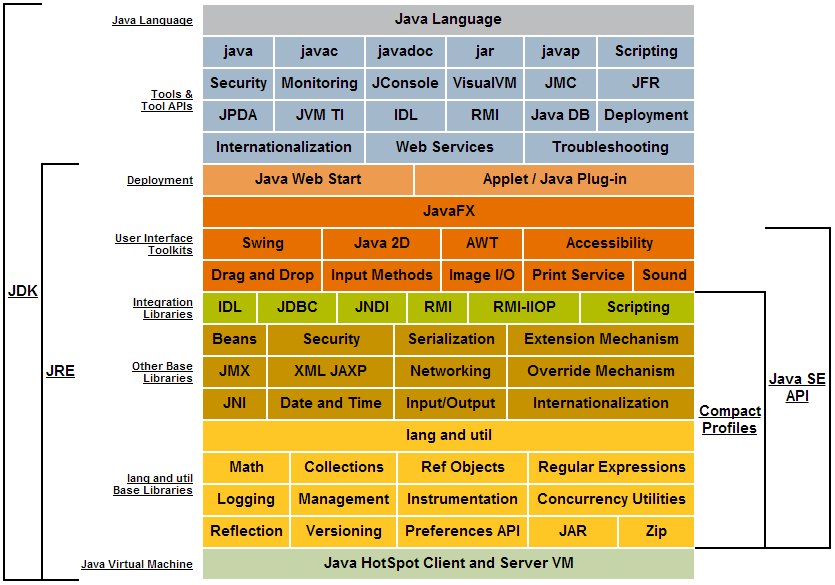 Java Language Java Language
java javac javadoc jar javap Scripting
Security Monitoring JConsole VisualVM JMC JFR
Tools &
Tool APIs
JPDA JVM TI IDL RMI Java DB Deployment
Internationalization Web Services Troubleshooting
Deployment Java Web Start Applet / Java Plug-in
JavaFX
User Interface
Toolkits
Swing Java 2D AWT Accessibility
Drag and Drop Input Methods Image I/O Print Service Sound
JDK
Integration
Libraries
IDL JDBC JNDI RMI RMI-IIOP Scripting
Beans Security Serialization Extension Mechanism
JRE
Other Base
Libraries
JMX XML JAXP Networking Override Mechanism
Java SE
API
JNI Date and Time Input/Output Internationalization
Compact
Profiles
lang and util
lang and util
Base Libraries
Math Collections Ref Objects Regular Expressions
Logging Management Instrumentation Concurrency Utilities
Reflection Versioning Preferences API JAR Zip
Java Virtual Machine Java HotSpot Client and Server VM